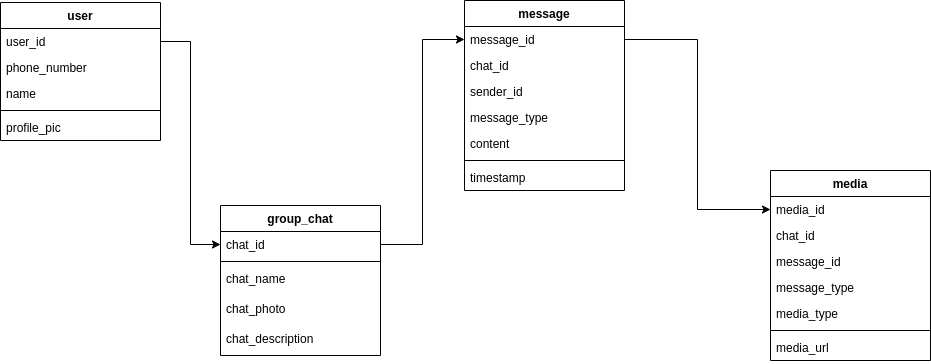 user
user_id
phone_number
name
profile_pic
group_chat
chat_id
chat_name
chat_photo
chat_description
message
message_id
chat_id
sender_id
message_type
content
timestamp
media
media_id
chat_id
message_id
message_type
media_type
media_url